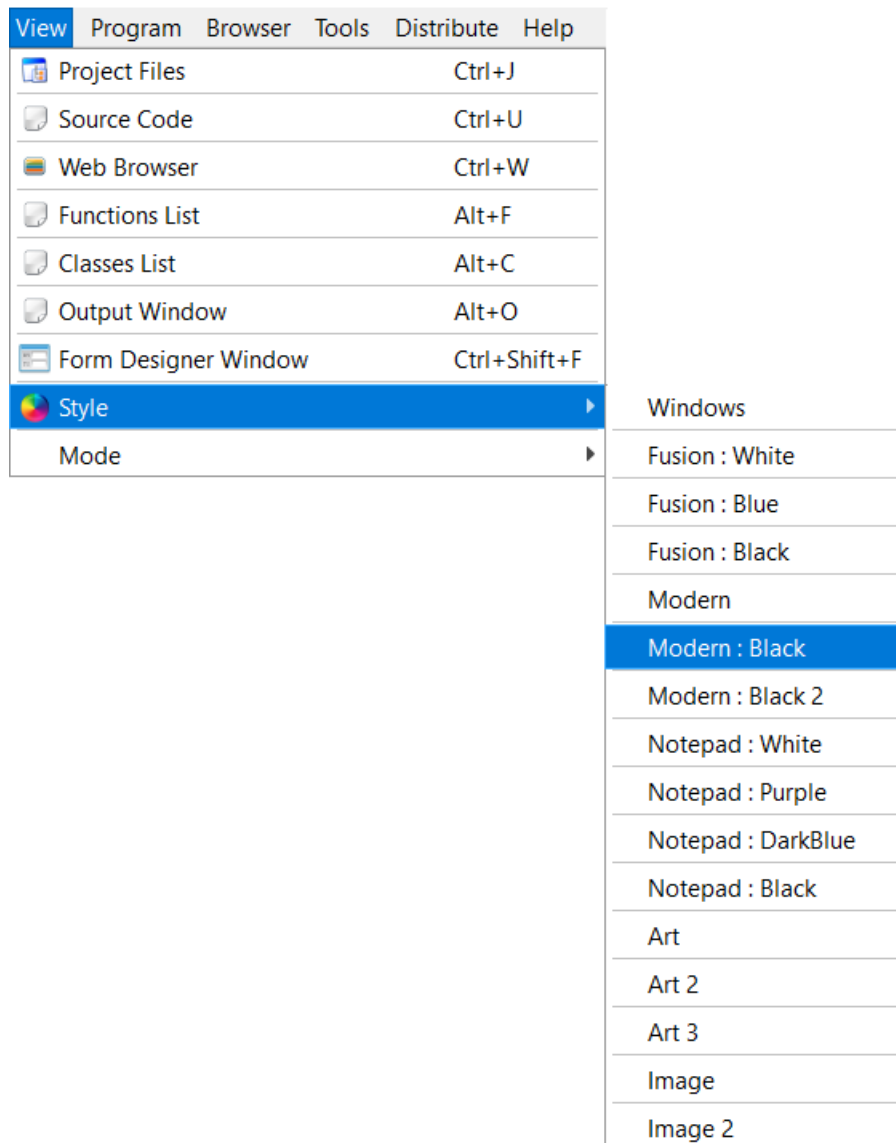 View Program Browser Tools Distribute Help
Project Files Ctrl+J
Source Code Ctrl+U
Web Browser Ctrl+W
Functions List Alt+F
Classes List Alt+C
Output Window Alt+O
Form Designer Window Ctrl+Shift+F
Style
Mode
Windows
Fusion : White
Fusion : Blue
Fusion : Black
Modern
Modern : Black
Modern : Black 2
Notepad : White
Notepad : Purple
Notepad : DarkBlue
Notepad : Black
Art
Art 2
Art 3
Image
Image 2